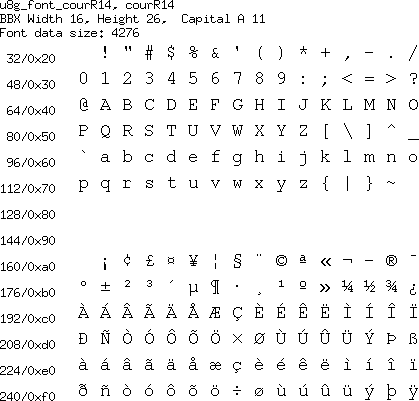 u8g_font_courR14, courR14
BBX Width 16, Height 26,  Capital A 11
Font data size: 4276
32/0x20   ! " # $ % & ' ( ) * + , - . /
48/0x30 0 1 2 3 4 5 6 7 8 9 : ; < = > ?
64/0x40 @ A B C D E F G H I J K L M N O
80/0x50 P Q R S T U V W X Y Z [ \ ] ^ _
96/0x60 ` a b c d e f g h i j k l m n o
112/0x70 p q r s t u v w x y z { | } ~
128/0x80
144/0x90
160/0xa0   ¡ ¢ £ ¤ ¥ ¦ § ¨ © ª « ¬ - ® ¯
176/0xb0 ° ± ² ³ ´ µ ¶ · ¸ ¹ º » ¼ ½ ¾ ¿
192/0xc0 À Á Â Ã Ä Å Æ Ç È É Ê Ë Ì Í Î Ï
208/0xd0 Ð Ñ Ò Ó Ô Õ Ö × Ø Ù Ú Û Ü Ý Þ ß
224/0xe0 à á â ã ä å æ ç è é ê ë ì í î ï
240/0xf0 ð ñ ò ó ô õ ö ÷ ø ù ú û ü ý þ ÿ